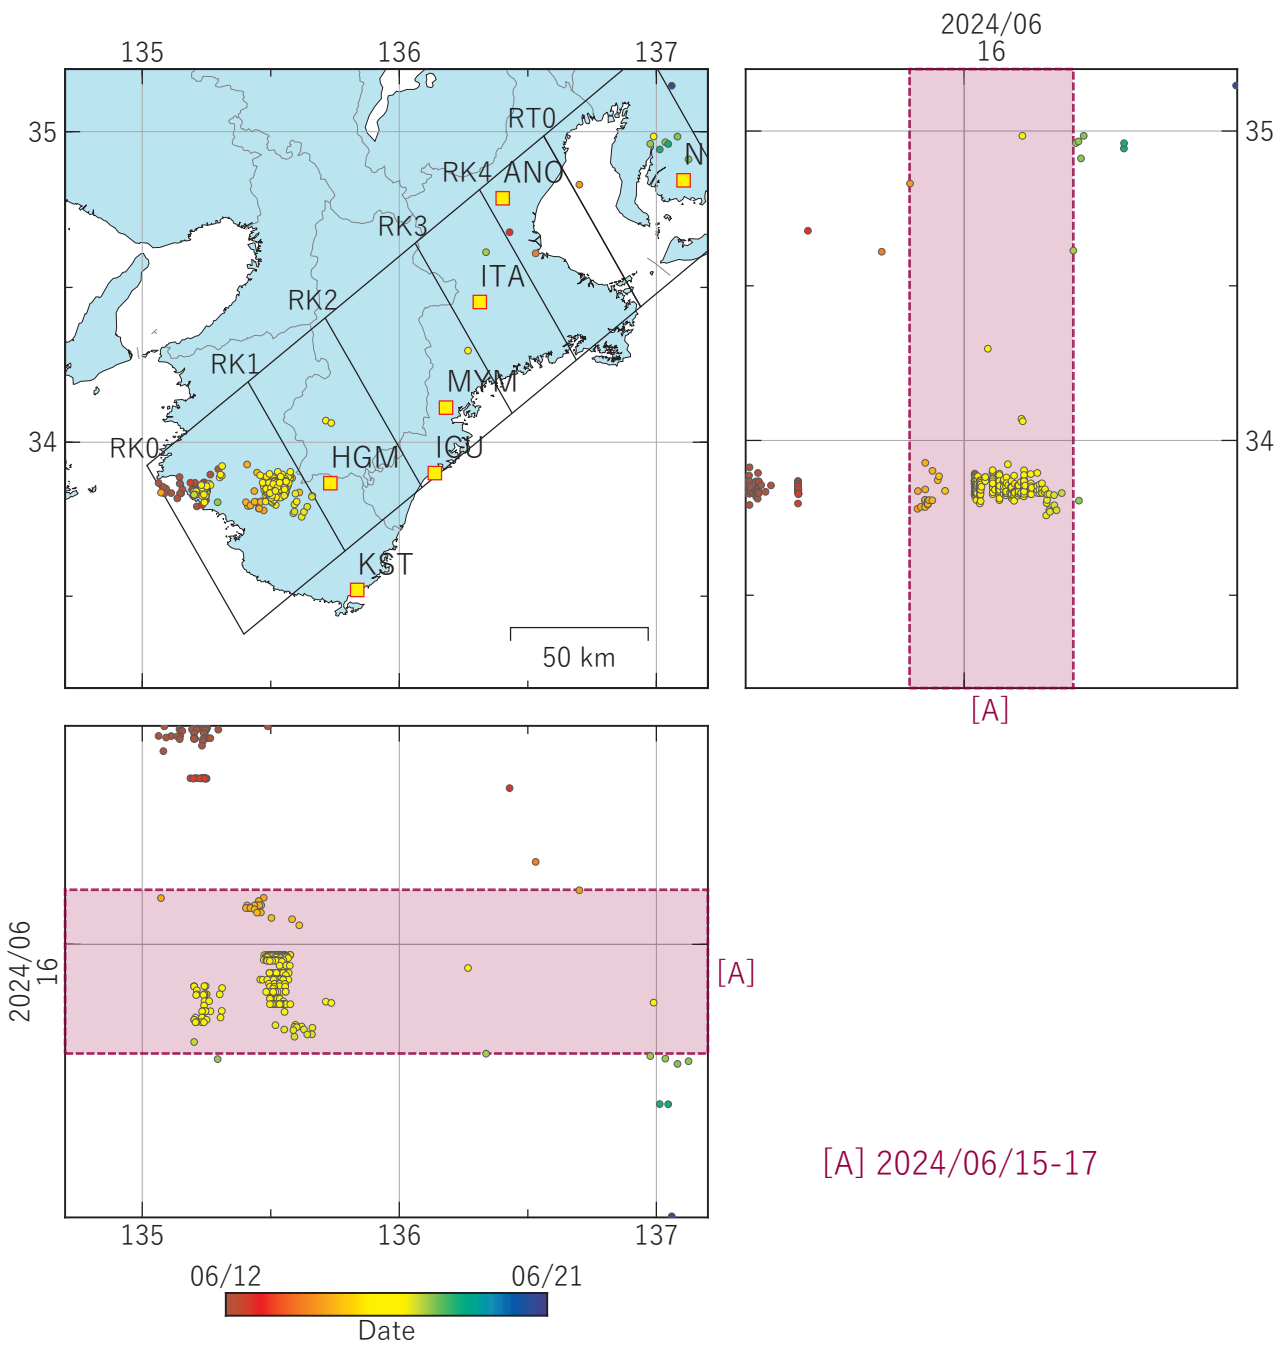 2024/06
135 136 137 16
RT0
35 35
RK4 ANO N
RK3
ITA
RK2
RK1
MYM
34 RK0 HGM IGU 34
KST
50 km
[A]
2024/06
16
[A]
[A] 2024/06/15-17
135 136 137
06/12 06/21
Date